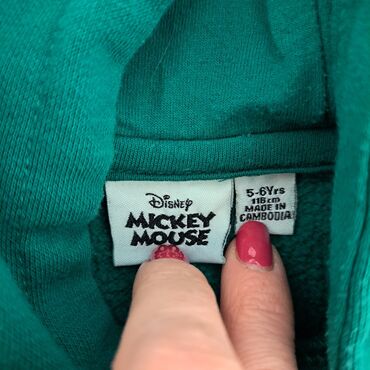 Disney
MICKEY
MOUSE
5-6Yrs
116cm
MADE IN
CAMBODIA